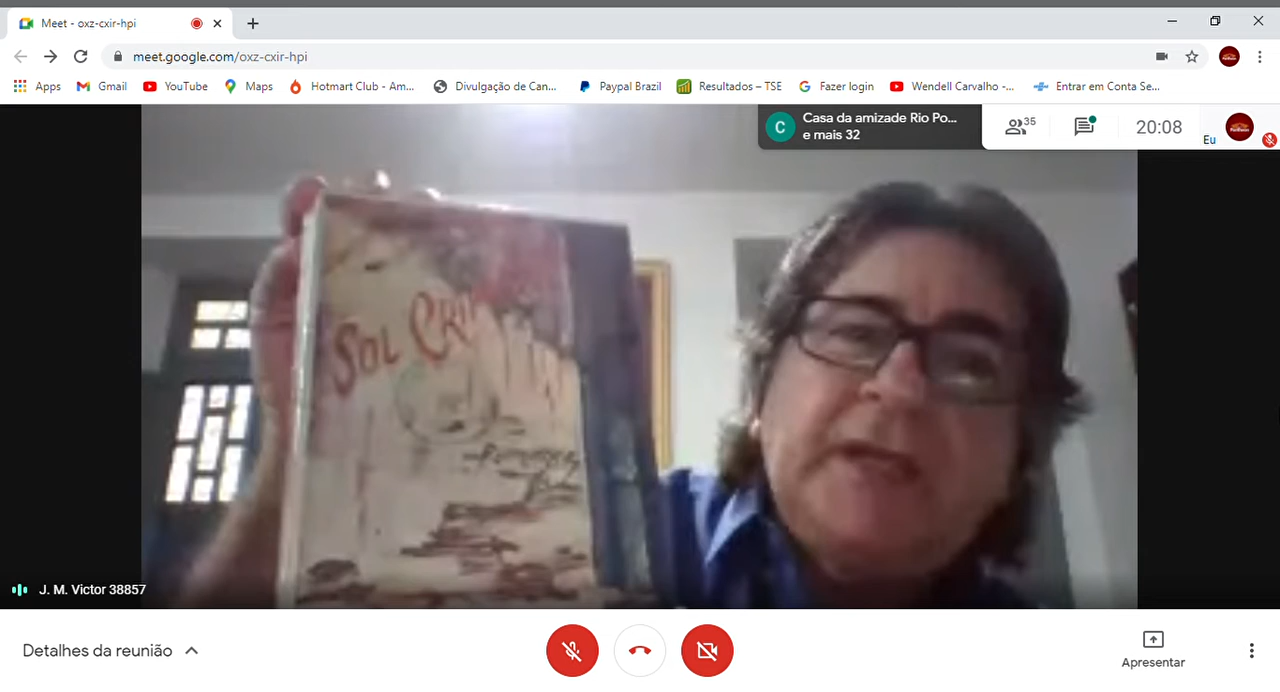 Meet - oxz-cxir-hpi
meet.google.com/oxz-cxir-hpi
Apps Gmail YouTube Maps Hotmart Club - Am... Divulgação de Can... Paypal Brazil Resultados – TSE Fazer login Wendell Carvalho -... Entrar em Conta Se...
C Casa da amizade Rio Po...
e mais 32
35
20:08
Eu
SOL
J. M. Victor 38857
Detalhes da reunião
Apresentar